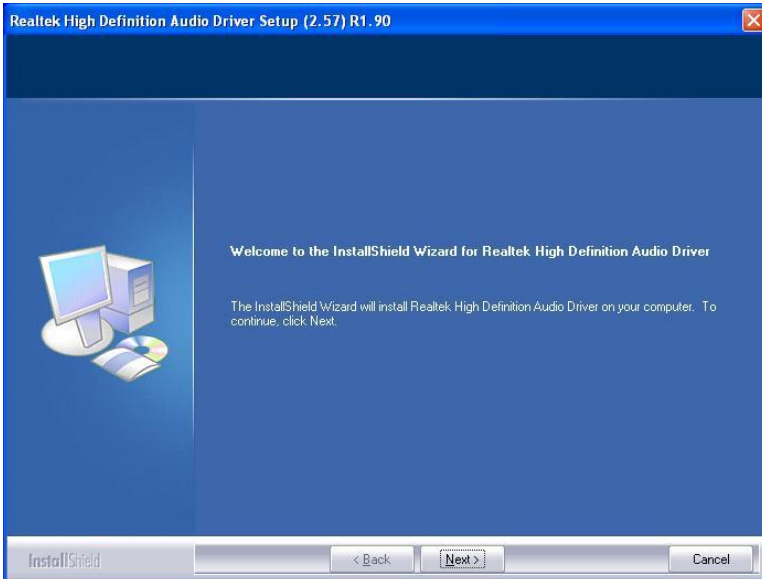 Realtek High Definition Audio Driver Setup (2.57) R1.90
Welcome to the InstallShield Wizard for Realtek High Definition Audio Driver
The InstallShield Wizard will install Realtek High Definition Audio Driver on your computer. To
continue, click Next.
InstallShield
< Back
Next >
Cancel